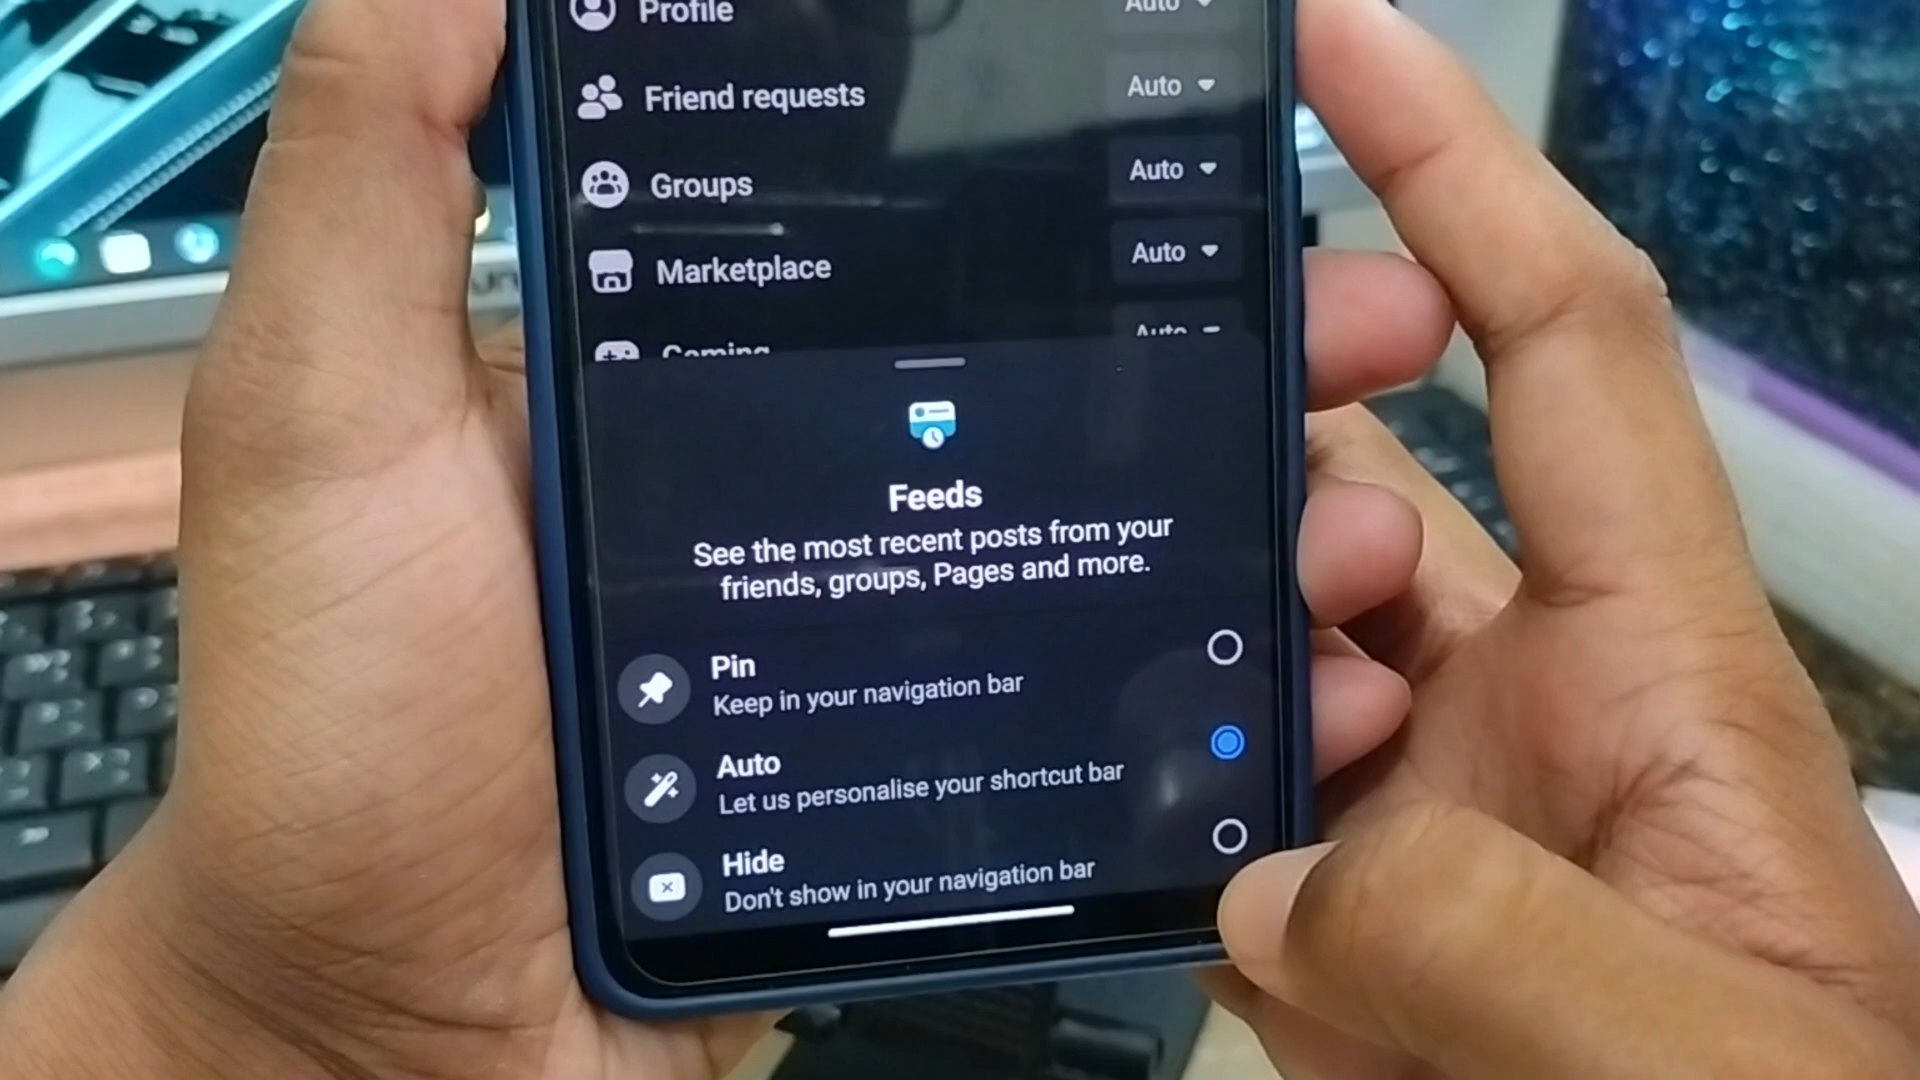 Profile
Auto
Friend requests
Auto
Groups
Auto
Marketplace
Auto
Gaming
Auto
Feeds
See the most recent posts from your
friends, groups, Pages and more.
Pin
Keep in your navigation bar
Auto
Let us personalise your shortcut bar
Hide
Don't show in your navigation bar